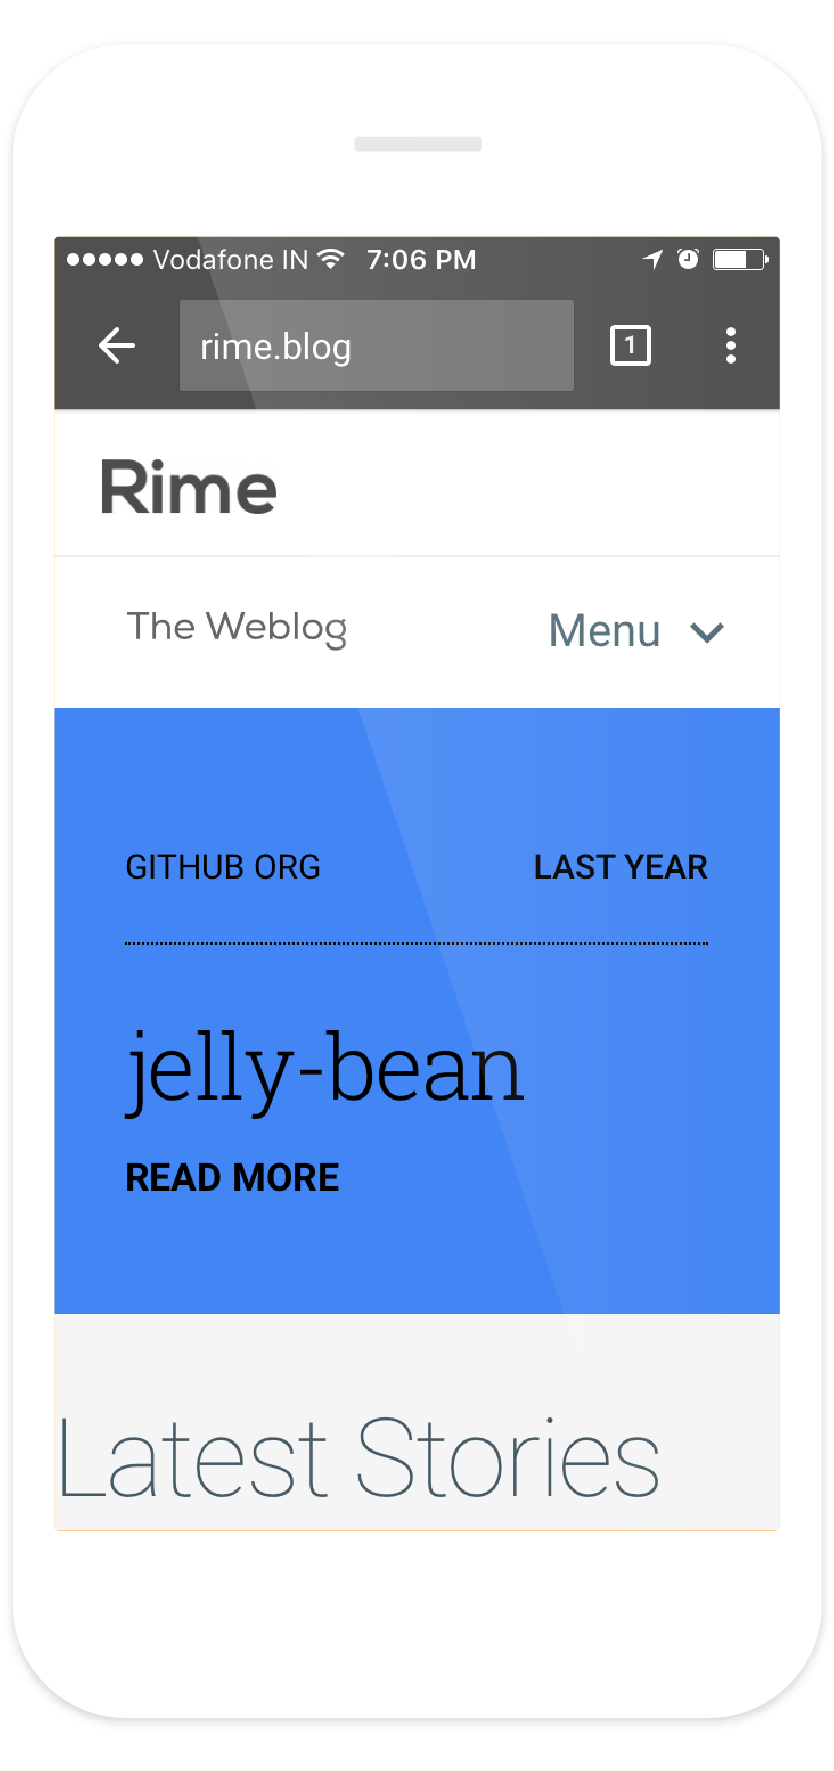 Vodafone IN 7:06 PM
rime.blog 1
Rime
The Weblog Menu
GITHUB ORG LAST YEAR
jelly-bean
READ MORE
Latest Stories